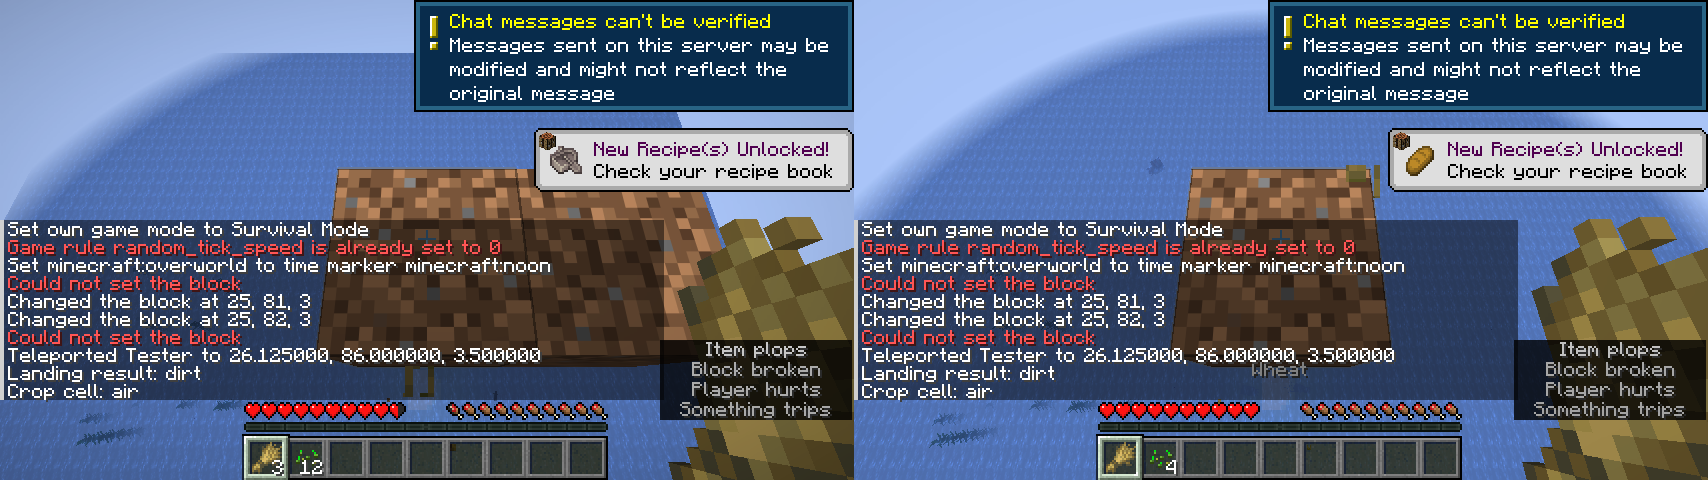 Chat messages can't be verified
Messages sent on this server may be
modified and might not reflect the
original message
New Recipe(s) Unlocked!
Check your recipe book
Set own game mode to Survival Mode
Game rule random_tick_speed is already set to 0
Set minecraft:overworld to time marker minecraft:noon
Could not set the block
Changed the block at 25, 81, 3
Changed the block at 25, 82, 3
Could not set the block
Teleported Tester to 26.125000, 86.000000, 3.500000
Landing result: dirt
Crop cell: air
Item plops
Block broken
Player hurts
Something trips
3
12
Chat messages can't be verified
Messages sent on this server may be
modified and might not reflect the
original message
New Recipe(s) Unlocked!
Check your recipe book
Set own game mode to Survival Mode
Game rule random_tick_speed is already set to 0
Set minecraft:overworld to time marker minecraft:noon
Could not set the block
Changed the block at 25, 81, 3
Changed the block at 25, 82, 3
Could not set the block
Teleported Tester to 26.125000, 86.000000, 3.500000
Landing result: dirt
Crop cell: air
Wheat
Item plops
Block broken
Player hurts
Something trips
4